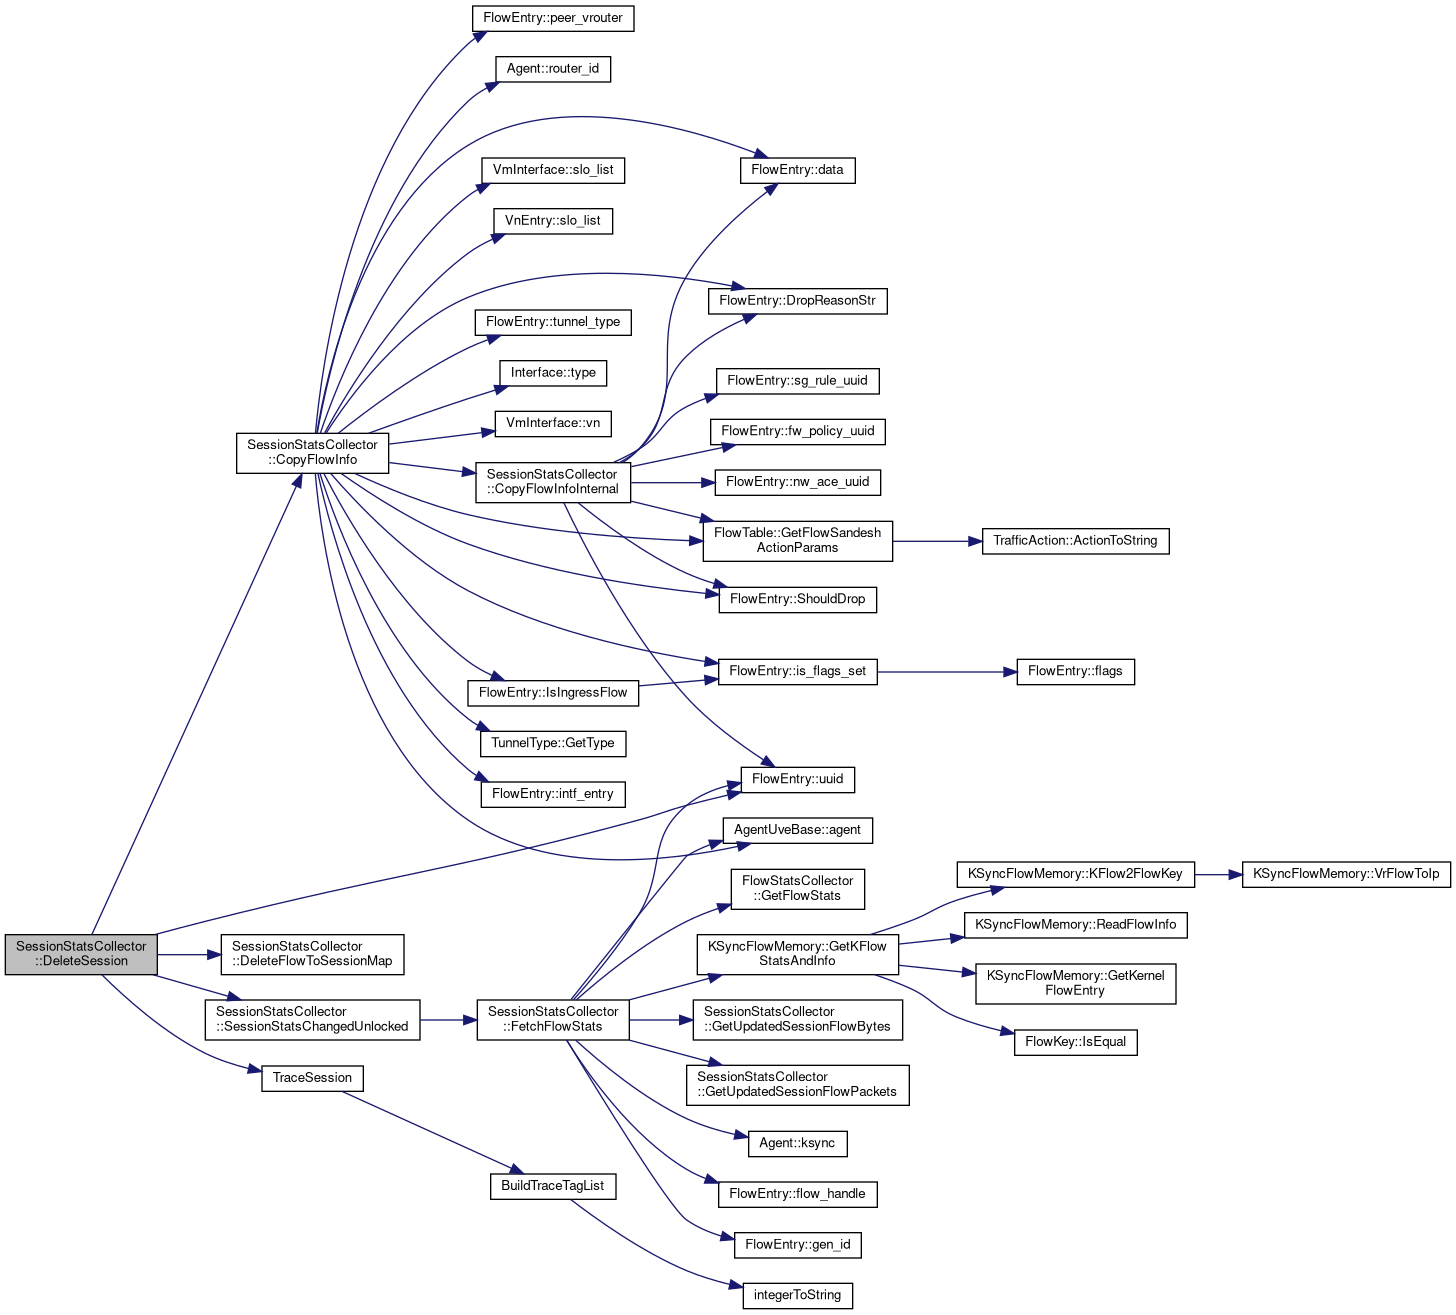 FlowEntry::peer_vrouter
Agent::router_id
FlowEntry::data
VmInterface::slo_list
VnEntry::slo_list
FlowEntry::DropReasonStr
FlowEntry::tunnel_type
Interface::type
FlowEntry::sg_rule_uuid
VmInterface::vn
FlowEntry::fw_policy_uuid
SessionStatsCollector
::CopyFlowInfo
SessionStatsCollector
::CopyFlowInfoInternal
FlowEntry::nw_ace_uuid
FlowTable::GetFlowSandesh
ActionParams
TrafficAction::ActionToString
FlowEntry::ShouldDrop
FlowEntry::is_flags_set
FlowEntry::flags
FlowEntry::IsIngressFlow
TunnelType::GetType
FlowEntry::uuid
FlowEntry::intf_entry
AgentUveBase::agent
KSyncFlowMemory::KFlow2FlowKey
KSyncFlowMemory::VrFlowToIp
FlowStatsCollector
::GetFlowStats
KSyncFlowMemory::ReadFlowInfo
SessionStatsCollector
::DeleteSession
SessionStatsCollector
::DeleteFlowToSessionMap
KSyncFlowMemory::GetKFlow
StatsAndInfo
KSyncFlowMemory::GetKernel
FlowEntry
SessionStatsCollector
::SessionStatsChangedUnlocked
SessionStatsCollector
::FetchFlowStats
SessionStatsCollector
::GetUpdatedSessionFlowBytes
FlowKey::IsEqual
TraceSession
SessionStatsCollector
::GetUpdatedSessionFlowPackets
Agent::ksync
BuildTraceTagList
FlowEntry::flow_handle
FlowEntry::gen_id
integerToString